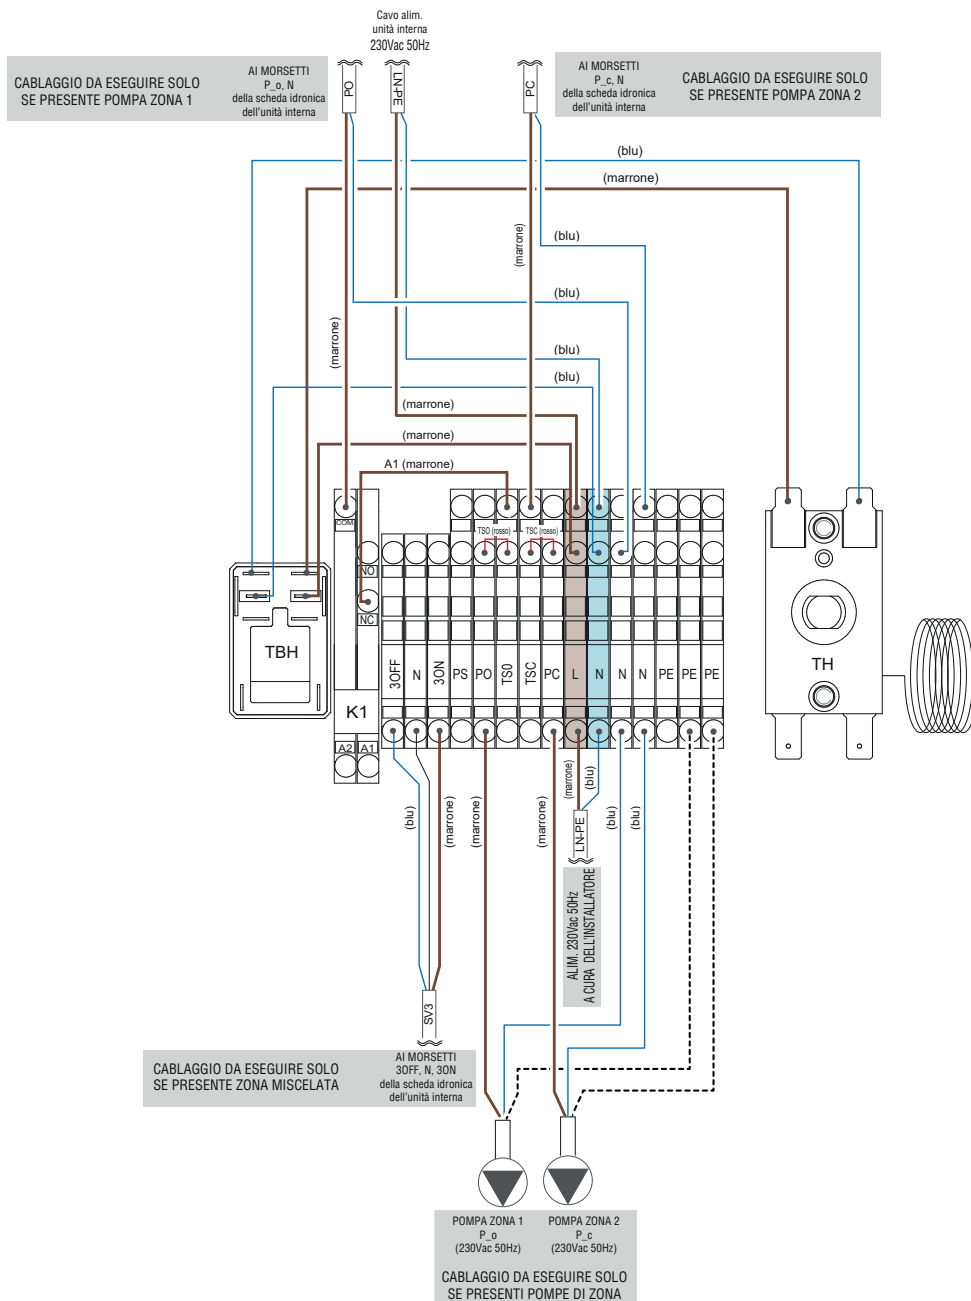 Cavo alim.
unità interna
230Vac 50Hz
CABLAGGIO DA ESEGUIRE SOLO
SE PRESENTE POMPA ZONA 1
AI MORSETTI
P_o, N
della scheda idronica
dell'unità interna
PO
LN-PE
PC
AI MORSETTI
P_c, N
della scheda idronica
dell'unità interna
CABLAGGIO DA ESEGUIRE SOLO
SE PRESENTE POMPA ZONA 2
(blu)
(marrone)
(marrone)
(blu)
(blu)
(marrone)
(blu)
(blu)
(marrone)
(marrone)
A1 (marrone)
COM
TSO (rosso)
TSC (rosso)
NO
NC
TBH
K1
A2
A1
3OFF
N
3ON
PS
PO
TS0
TSC
PC
L
N
N
N
PE
PE
PE
TH
(blu)
(marrone)
(marrone)
(marrone)
(marrone)
(blu)
(blu)
(blu)
LN-PE
ALIM. 230Vac 50Hz
A CURA DELL'INSTALLATORE
SV3
CABLAGGIO DA ESEGUIRE SOLO
SE PRESENTE ZONA MISCELATA
AI MORSETTI
3OFF, N, 3ON
della scheda idronica
dell'unità interna
POMPA ZONA 1
P_o
(230Vac 50Hz)
POMPA ZONA 2
P_c
(230Vac 50Hz)
CABLAGGIO DA ESEGUIRE SOLO
SE PRESENTI POMPE DI ZONA